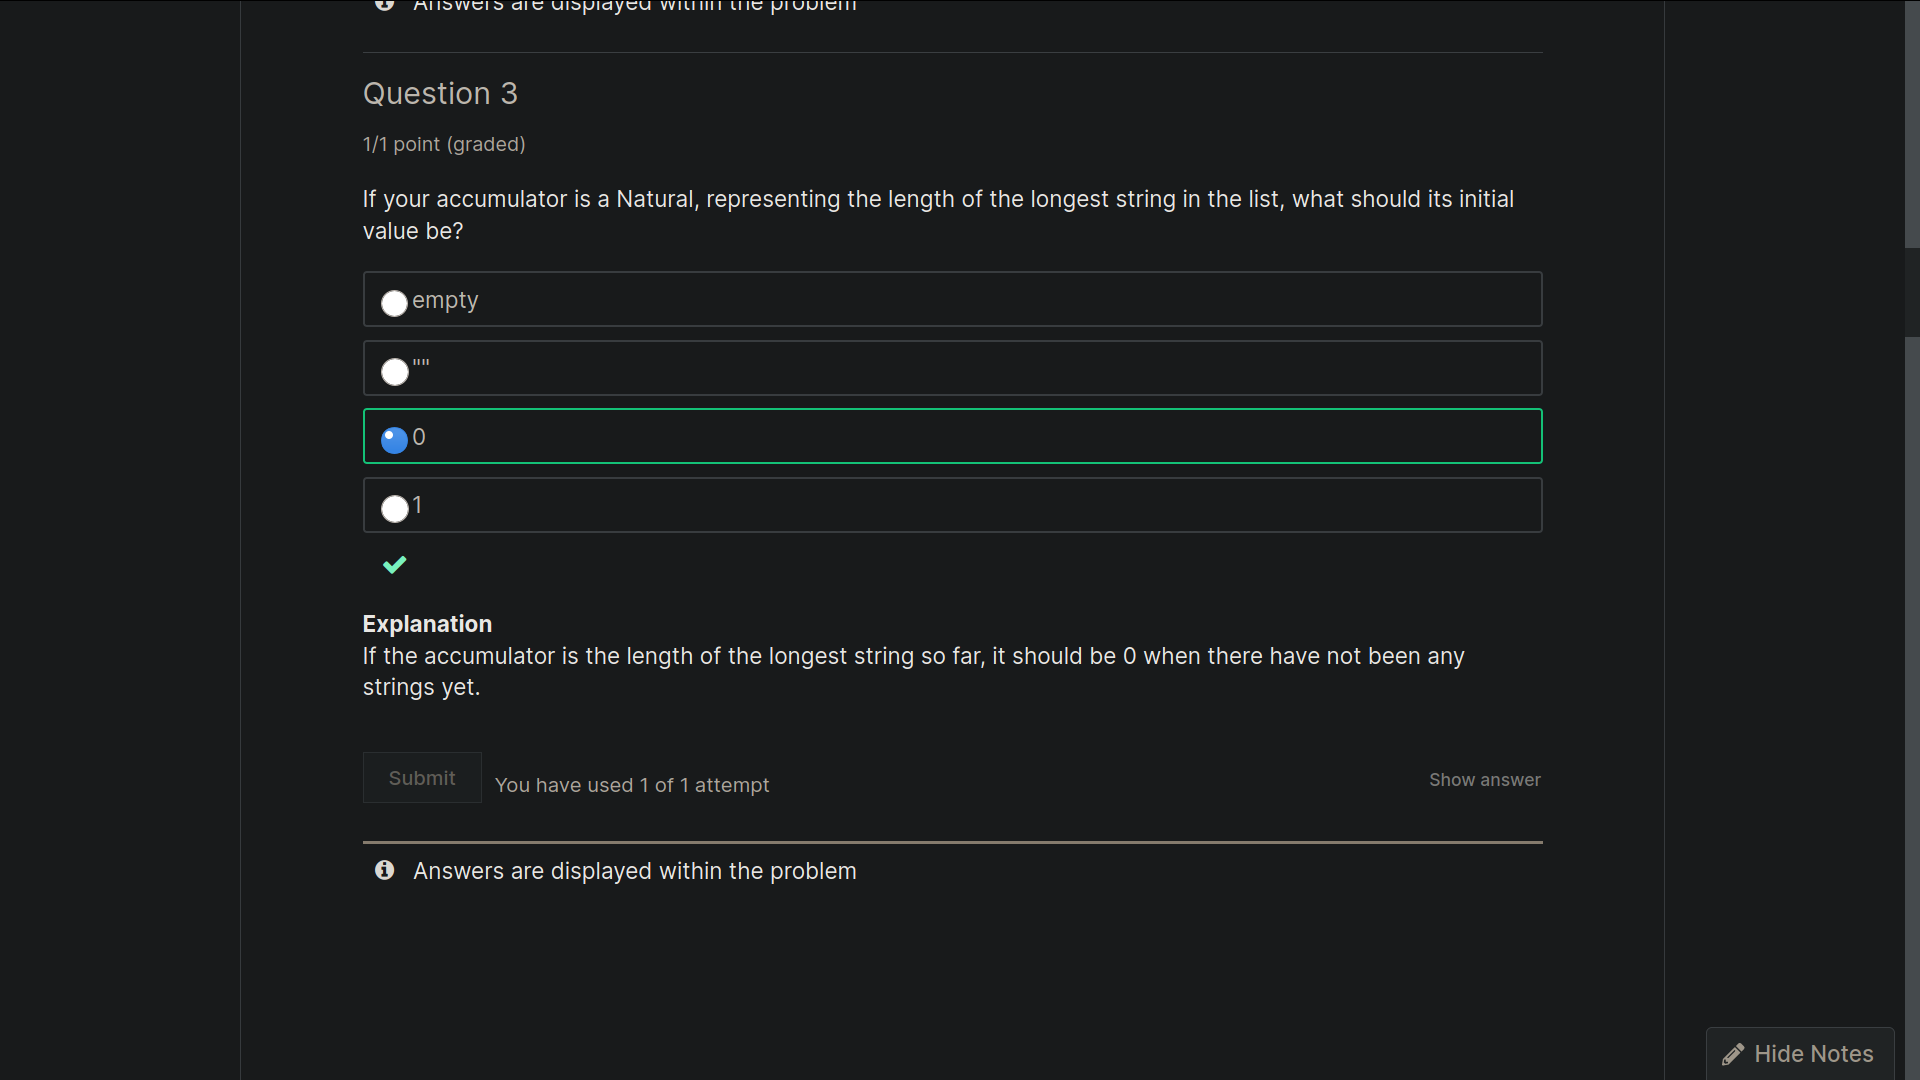 Answers are displayed within the problem
Question 3
1/1 point (graded)
If your accumulator is a Natural, representing the length of the longest string in the list, what should its initial
value be?
empty
""
0
1
Explanation
If the accumulator is the length of the longest string so far, it should be 0 when there have not been any
strings yet.
Submit
You have used 1 of 1 attempt
Show answer
Answers are displayed within the problem
Hide Notes